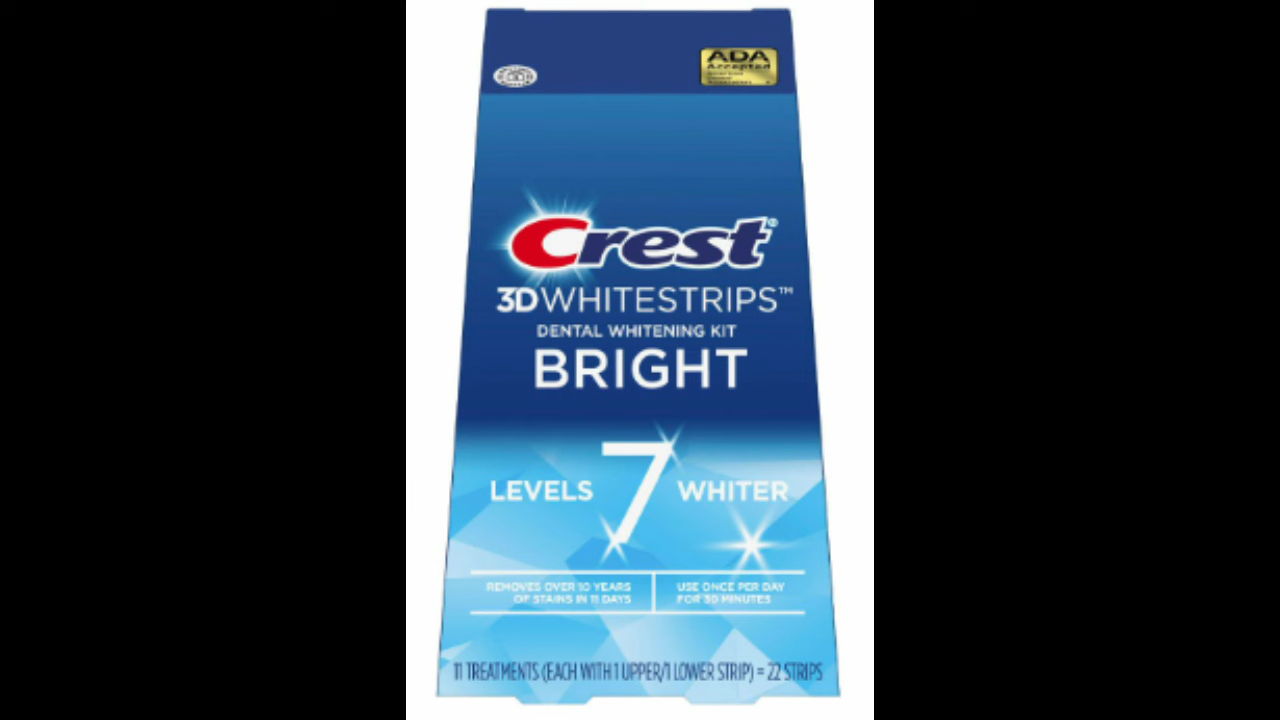 ADA
Accepted
Crest®
3DWHITESTRIPS™
DENTAL WHITENING KIT
BRIGHT
LEVELS 7 WHITER
REMOVES OVER 10 YEARS
OF STAINS IN 11 DAYS
USE ONCE PER DAY
FOR 30 MINUTES
11 TREATMENTS (EACH WITH 1 UPPER/1 LOWER STRIP) = 22 STRIPS